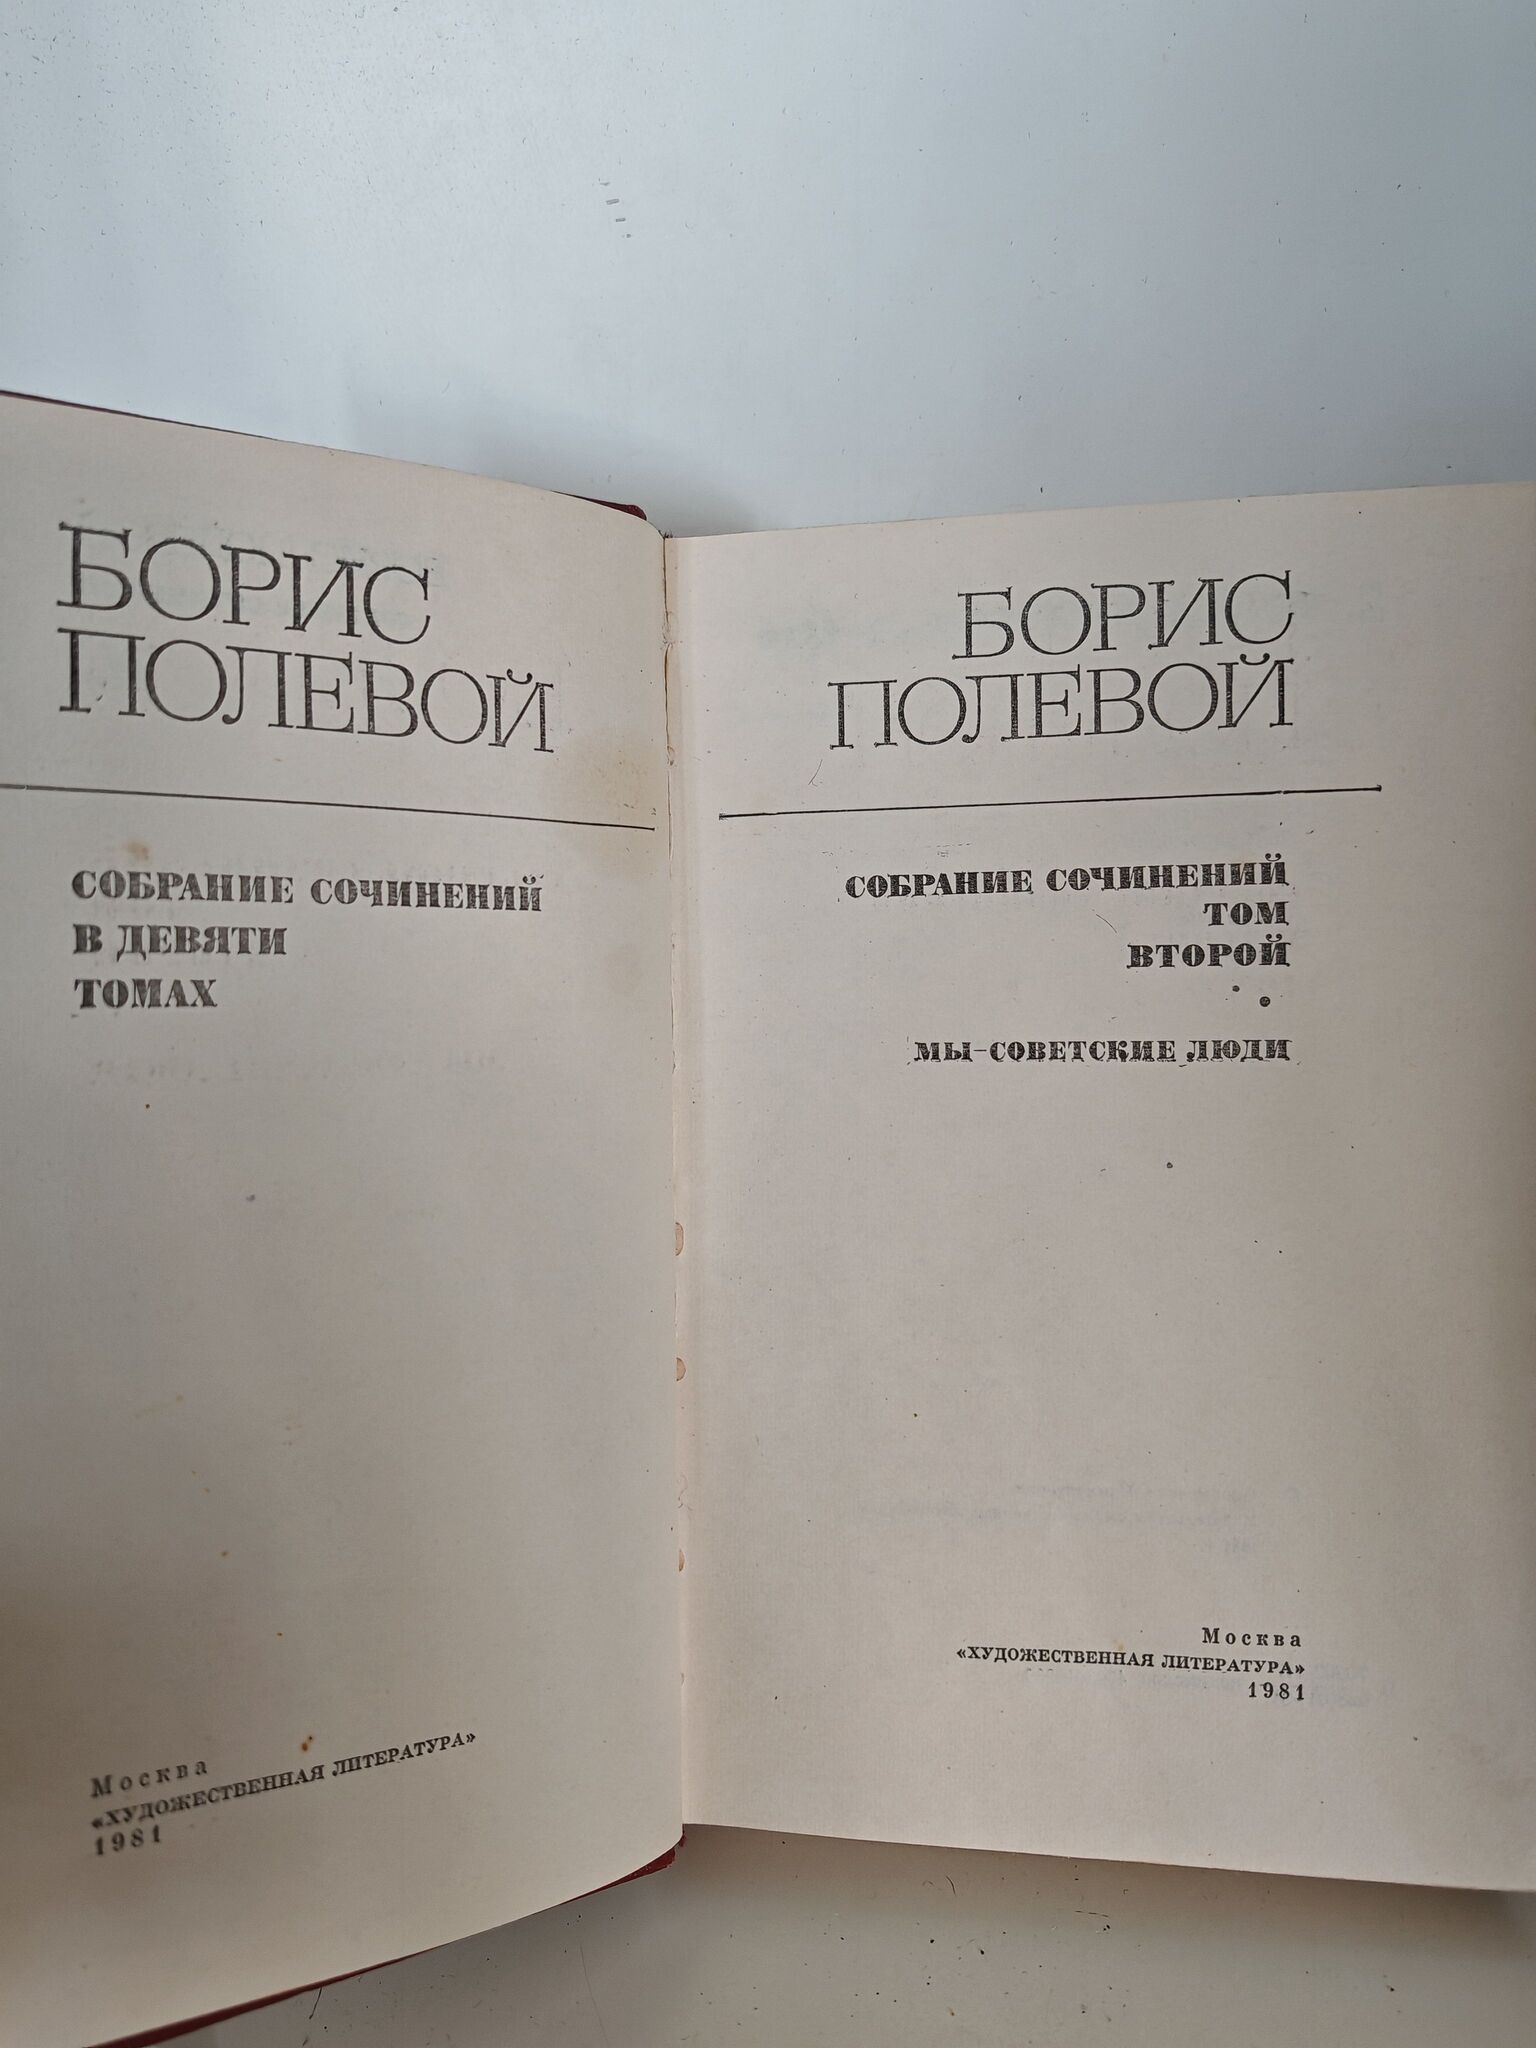 БОРИС
ПОЛЕВОЙ
СОБРАНИЕ СОЧИНЕНИЙ
В ДЕВЯТИ
ТОМАХ
Москва
«ХУДОЖЕСТВЕННАЯ ЛИТЕРАТУРА»
1981
БОРИС
ПОЛЕВОЙ
СОБРАНИЕ СОЧИНЕНИЙ
ТОМ
ВТОРОЙ
МЫ-СОВЕТСКИЕ ЛЮДИ
Москва
«ХУДОЖЕСТВЕННАЯ ЛИТЕРАТУРА»
1981